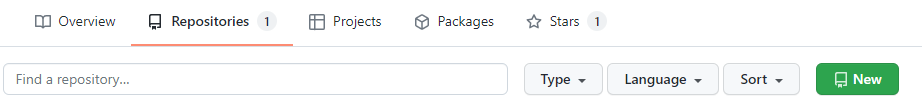 Overview Repositories 1 Projects Packages Stars 1
Find a repository... Type Language Sort New